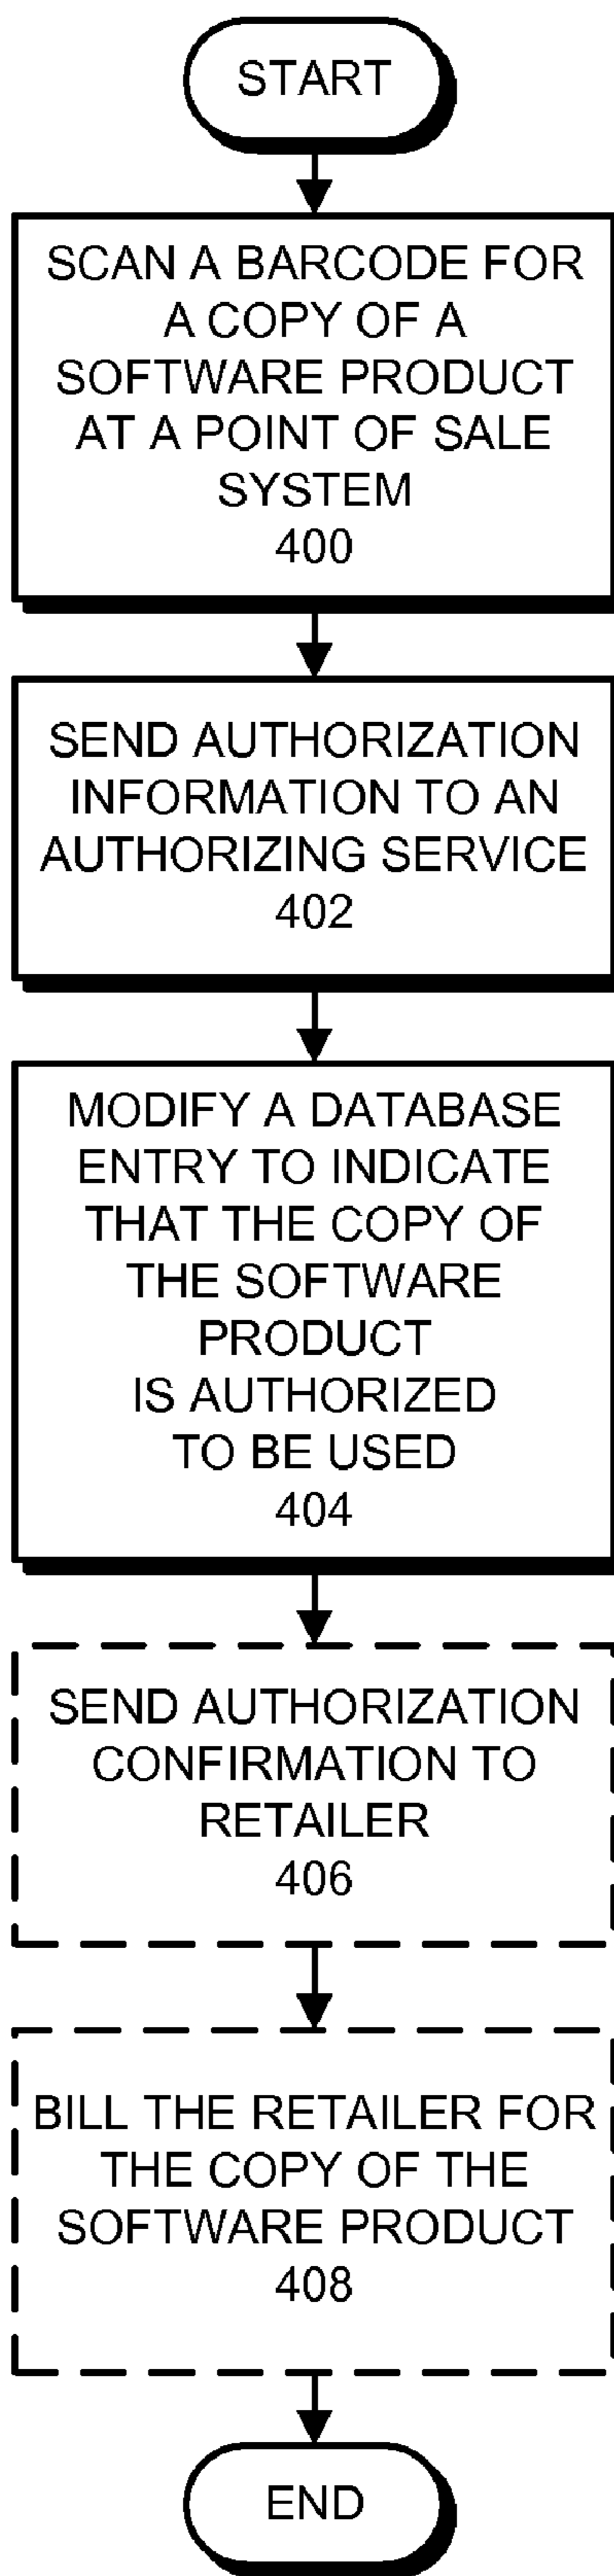 START
SCAN A BARCODE FOR
A COPY OF A
SOFTWARE PRODUCT
AT A POINT OF SALE
SYSTEM
400
SEND AUTHORIZATION
INFORMATION TO AN
AUTHORIZING SERVICE
402
MODIFY A DATABASE
ENTRY TO INDICATE
THAT THE COPY OF
THE SOFTWARE
PRODUCT
IS AUTHORIZED
TO BE USED
404
SEND AUTHORIZATION
CONFIRMATION TO
RETAILER
406
BILL THE RETAILER FOR
THE COPY OF THE
SOFTWARE PRODUCT
408
END